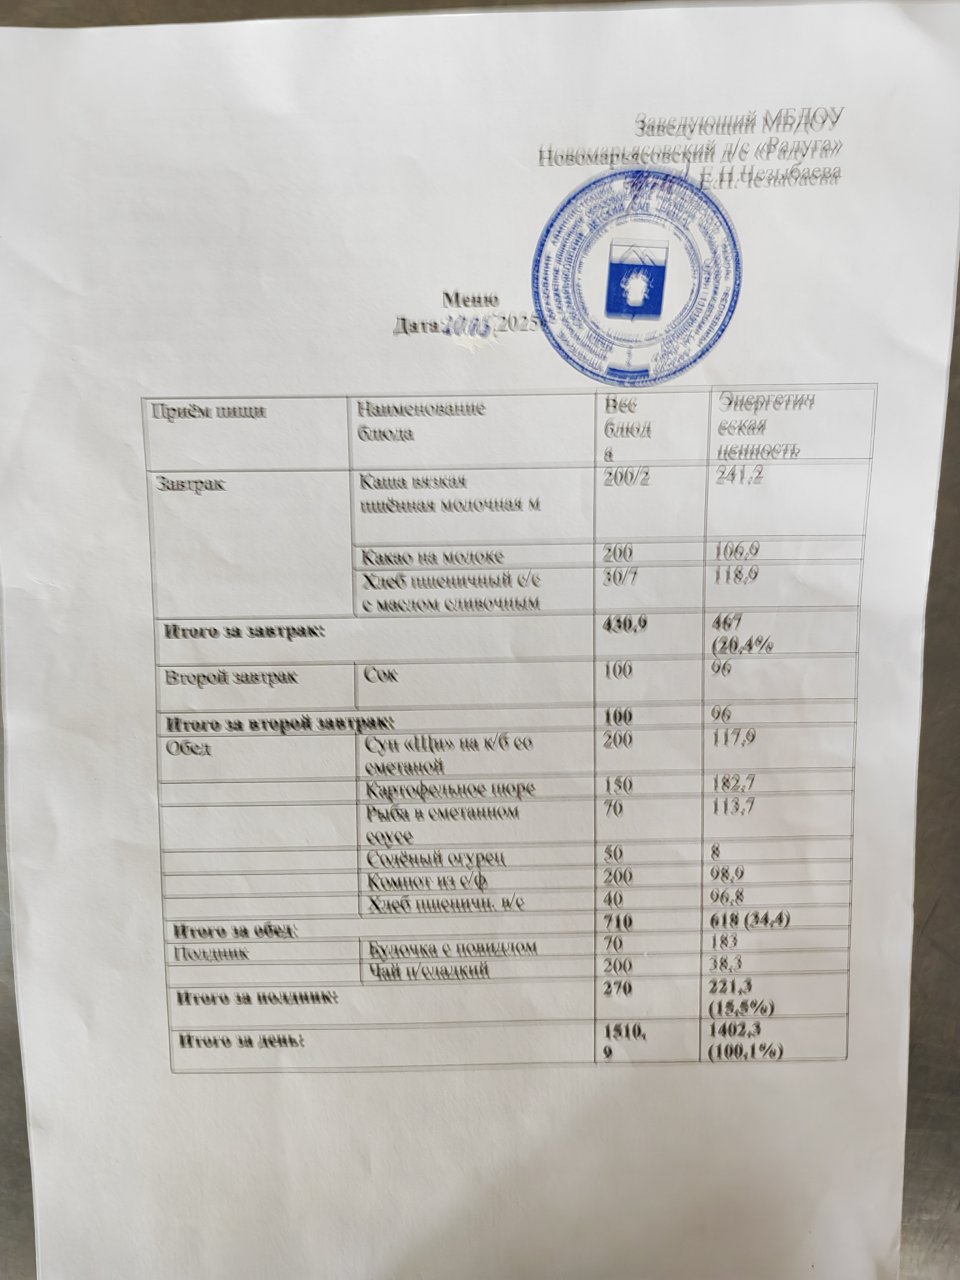 Заведующий МБДОУ
Новомарьясовский д/с «Радуга»
Е.Н.Чезыбаева
Меню
Дата: 20.05.2025
Приём пищи Наименование блюда Вес блюда Энергетическая ценность
Завтрак Каша вязкая пшённая молочная м 200/2 241,2
Какао на молоке 200 106,9
Хлеб пшеничный с/с с маслом сливочным 30/7 118,9
Итого за завтрак: 430,9 467 (20,4%
Второй завтрак Сок 100 96
Итого за второй завтрак: 100 96
Обед Суп «Щи» на к/б со сметаной 200 117,9
Картофельное пюре 150 182,7
Рыба в сметанном соусе 70 113,7
Солёный огурец 50 8
Компот из с/ф 200 98,9
Хлеб пшеничн. в/с 40 96,8
Итого за обед: 710 618 (34,4)
Полдник Булочка с повидлом 70 183
Чай п/сладкий 200 38,3
Итого за полдник: 270 221,3 (15,5%)
Итого за день: 1510,9 1402,3 (100,1%)